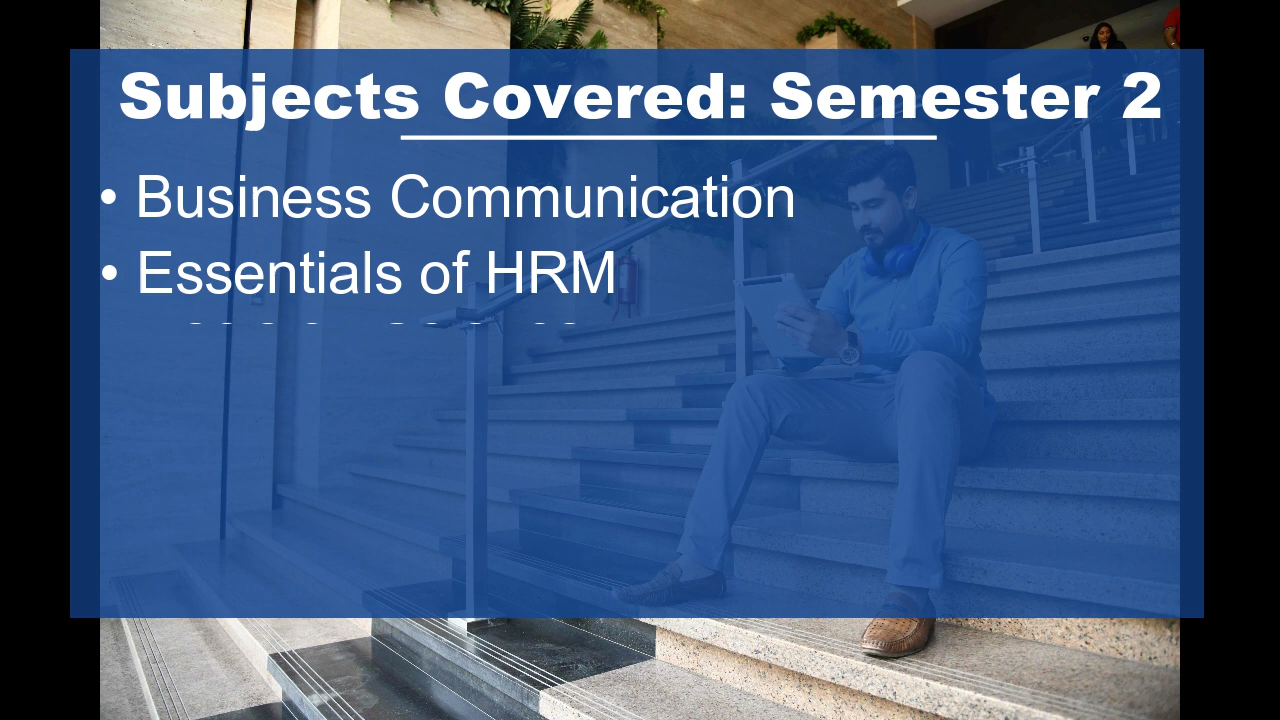 Subjects Covered: Semester 2
• Business Communication
• Essentials of HRM